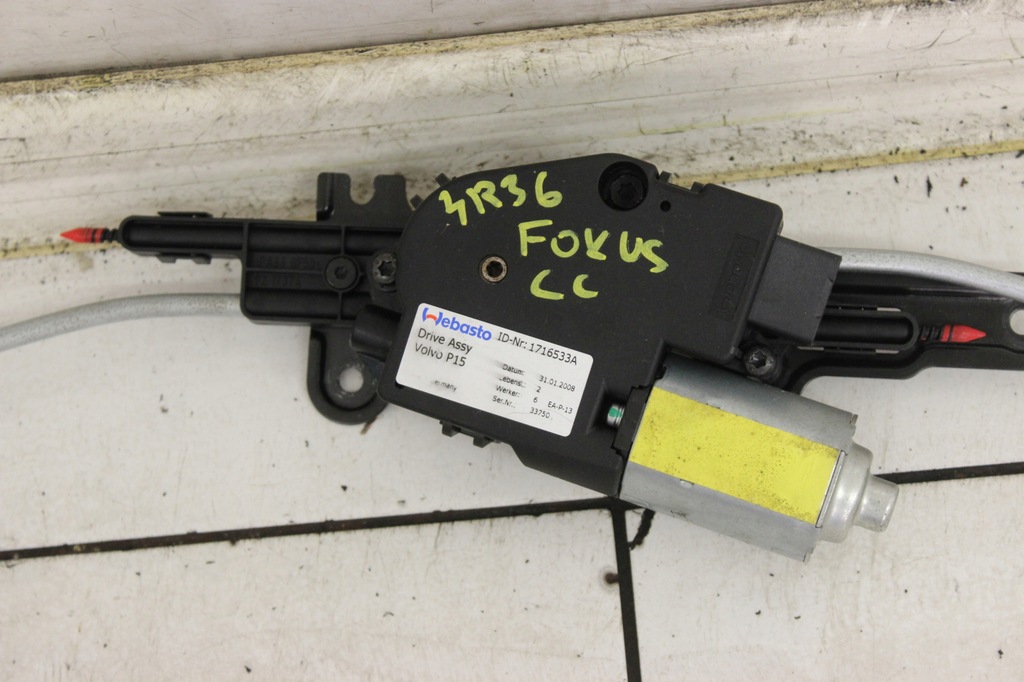 4R36
FOKUS
CC
Webasto
ID-Nr: 1716533A
Drive Assy
Volvo P15
Datum: 31.01.2008
2
Werker: 6 EA-P-13
Ser.Nr.: 33750